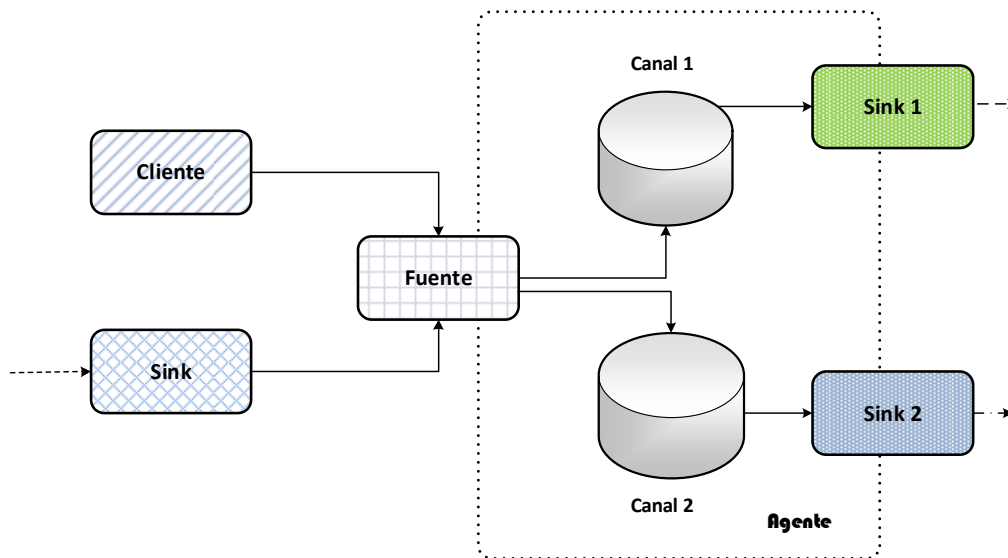 Canal 1
Sink 1
Cliente
Fuente
Sink
Sink 2
Canal 2
Agente